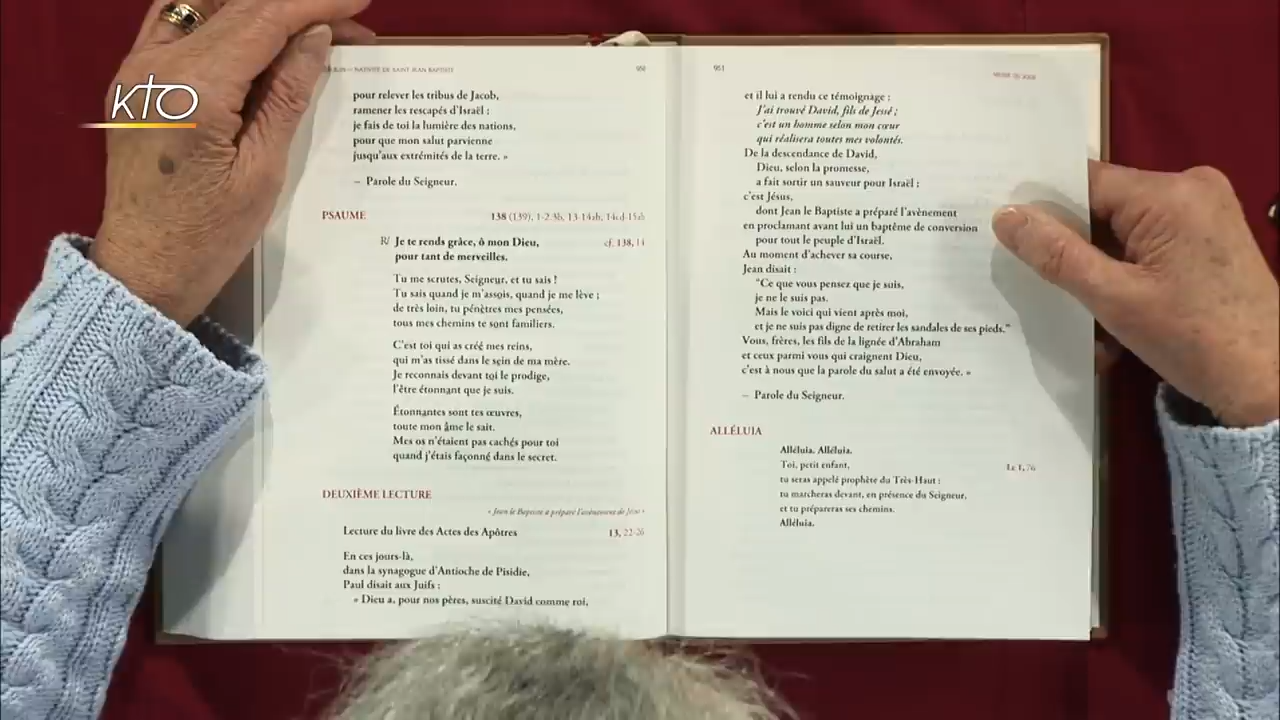 KTO
NATIVITÉ DE SAINT JEAN BAPTISTE 950
pour relever les tribus de Jacob,
ramener les rescapés d'Israël :
je fais de toi la lumière des nations,
pour que mon salut parvienne
jusqu'aux extrémités de la terre. »
– Parole du Seigneur.
PSAUME 138 (139), 1-2.3b, 13-14ab, 14cd-15ab
R/ Je te rends grâce, ô mon Dieu, cf. 138, 14
pour tant de merveilles.
Tu me scrutes, Seigneur, et tu sais !
Tu sais quand je m'assois, quand je me lève ;
de très loin, tu pénètres mes pensées,
tous mes chemins te sont familiers.
C'est toi qui as créé mes reins,
qui m'as tissé dans le sein de ma mère.
Je reconnais devant toi le prodige,
l'être étonnant que je suis.
Étonnantes sont tes œuvres,
toute mon âme le sait.
Mes os n'étaient pas cachés pour toi
quand j'étais façonné dans le secret.
DEUXIÈME LECTURE
« Jean le Baptiste a préparé l'avènement de Jésus »
Lecture du livre des Actes des Apôtres 13, 22-26
En ces jours-là,
dans la synagogue d'Antioche de Pisidie,
Paul disait aux Juifs :
« Dieu a, pour nos pères, suscité David comme roi,
951 MESSE DU JOUR
et il lui a rendu ce témoignage :
J'ai trouvé David, fils de Jessé ;
c'est un homme selon mon cœur
qui réalisera toutes mes volontés.
De la descendance de David,
Dieu, selon la promesse,
a fait sortir un sauveur pour Israël :
c'est Jésus,
dont Jean le Baptiste a préparé l'avènement
en proclamant avant lui un baptême de conversion
pour tout le peuple d'Israël.
Au moment d'achever sa course,
Jean disait :
“Ce que vous pensez que je suis,
je ne le suis pas.
Mais le voici qui vient après moi,
et je ne suis pas digne de retirer les sandales de ses pieds.”
Vous, frères, les fils de la lignée d'Abraham
et ceux parmi vous qui craignent Dieu,
c'est à nous que la parole du salut a été envoyée. »
– Parole du Seigneur.
ALLÉLUIA
Alléluia. Alléluia.
Toi, petit enfant, Lc 1, 76
tu seras appelé prophète du Très-Haut :
tu marcheras devant, en présence du Seigneur,
et tu prépareras ses chemins.
Alléluia.